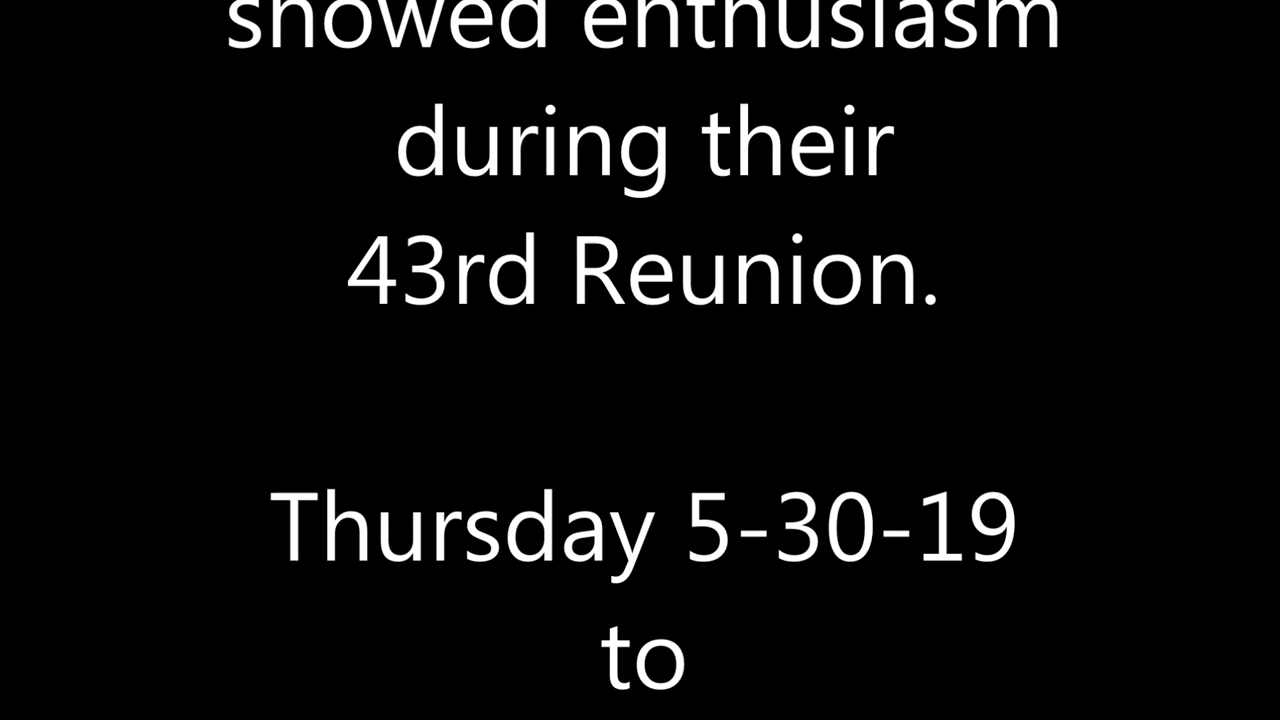 showed enthusiasm
during their
43rd Reunion.
Thursday 5-30-19
to